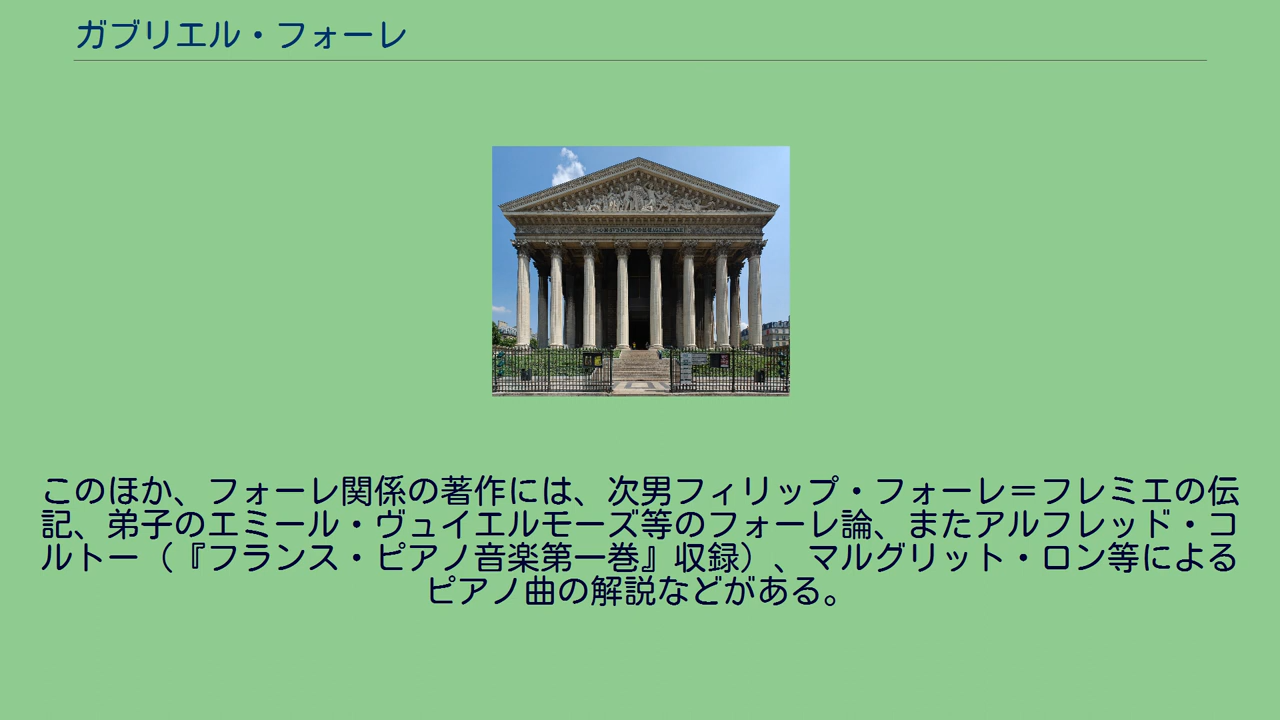 ガブリエル・フォーレ
このほか、フォーレ関係の著作には、次男フィリップ・フォーレ＝フレミエの伝
記、弟子のエミール・ヴュイエルモーズ等のフォーレ論、またアルフレッド・コ
ルトー（『フランス・ピアノ音楽第一巻』収録）、マルグリット・ロン等による
ピアノ曲の解説などがある。